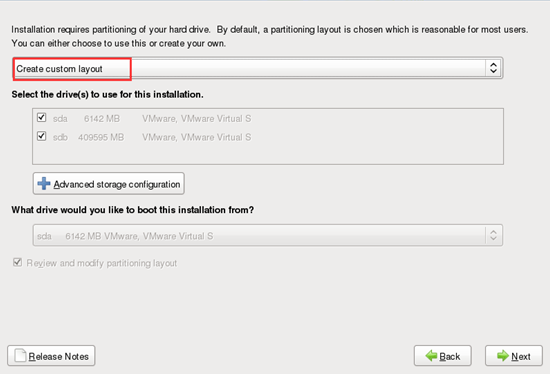 Installation requires partitioning of your hard drive. By default, a partitioning layout is chosen which is reasonable for most users.
You can either choose to use this or create your own.
Create custom layout
Select the drive(s) to use for this installation.
sda 6142 MB VMware, VMware Virtual S
sdb 409595 MB VMware, VMware Virtual S
Advanced storage configuration
What drive would you like to boot this installation from?
sda 6142 MB VMware, VMware Virtual S
Review and modify partitioning layout
Release Notes
Back
Next